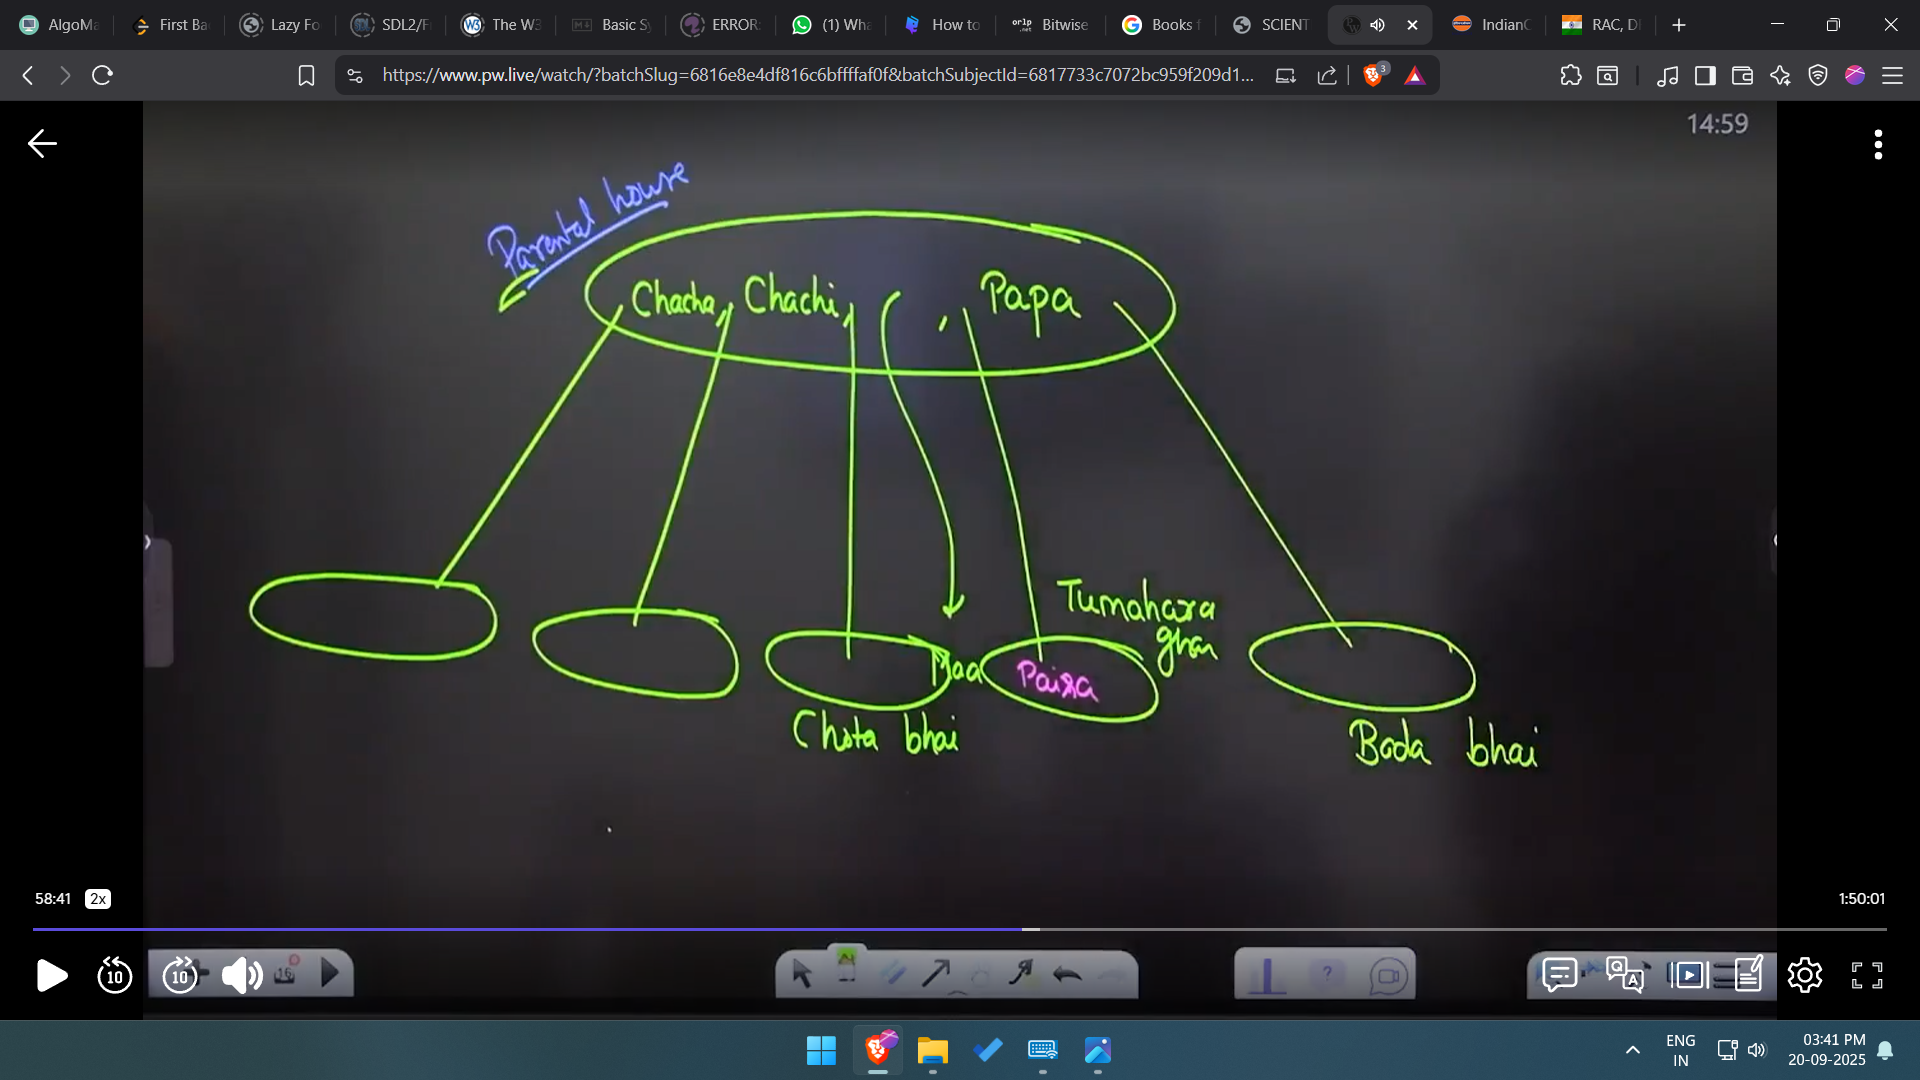 AlgoMa
First Ba
Lazy Fo
SDL2/F
The W3
Basic Sy
ERROR:
(1) Wha
How to
Bitwise
Books f
SCIENT
IndianC
RAC, D
https://www.pw.live/watch/?batchSlug=6816e8e4df816c6bffffaf0f&batchSubjectId=6817733c7072bc959f209d1...
3
14:59
Parental house
Chacha, Chachi, , Papa
Tumahara
ghar
Maa
Paisa
Chota bhai
Bada bhai
58:41 2x
1:50:01
10
10
16
?
Q A
ENG
IN
03:41 PM
20-09-2025